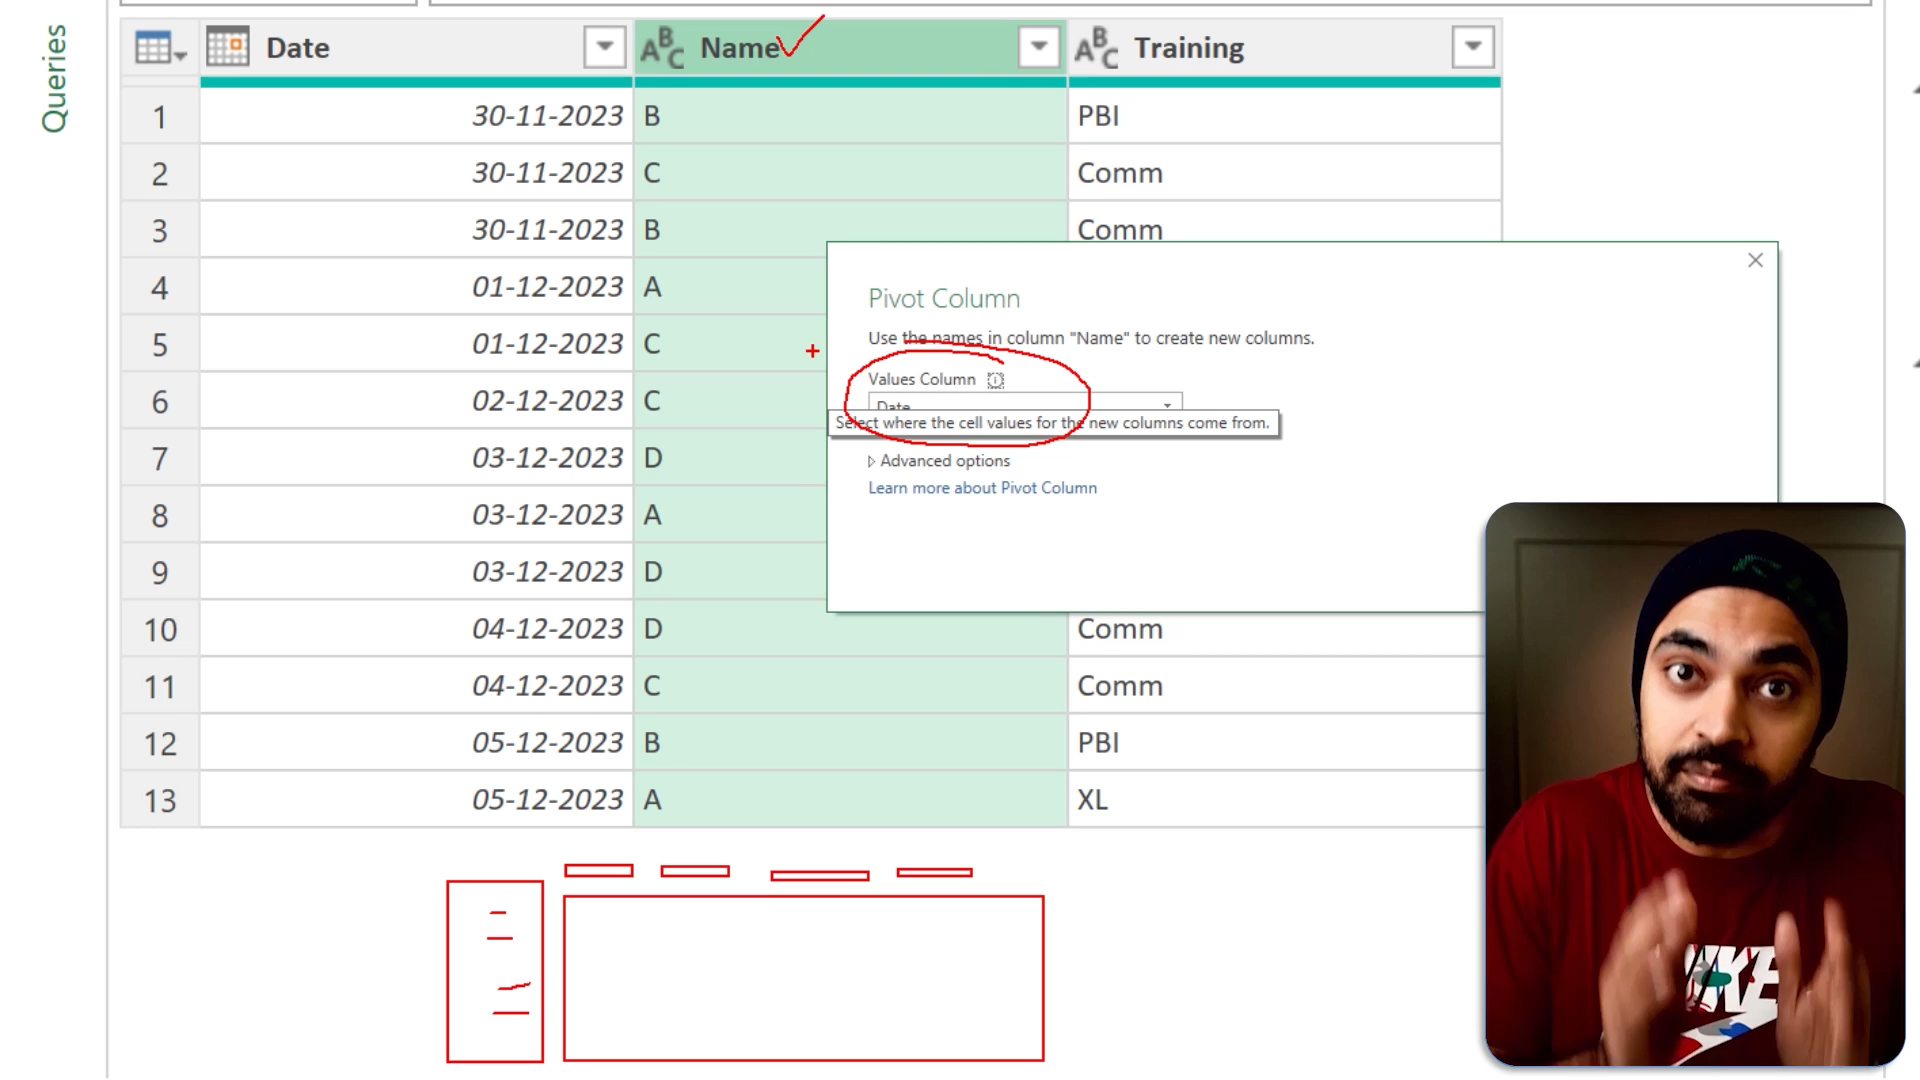 Queries
Date Name Training
1 30-11-2023 B PBI
2 30-11-2023 C Comm
3 30-11-2023 B Comm
4 01-12-2023 A
5 01-12-2023 C
6 02-12-2023 C
7 03-12-2023 D
8 03-12-2023 A
9 03-12-2023 D
10 04-12-2023 D Comm
11 04-12-2023 C Comm
12 05-12-2023 B PBI
13 05-12-2023 A XL
Pivot Column
Use the names in column "Name" to create new columns.
Values Column
Date
Select where the cell values for the new columns come from.
Advanced options
Learn more about Pivot Column